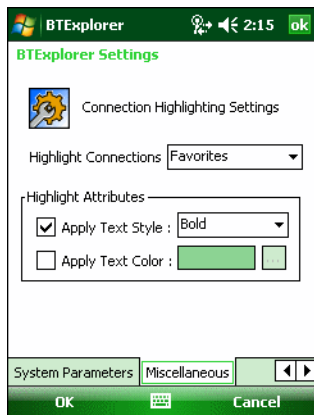 BTExplorer 2:15 ok
BTExplorer Settings
Connection Highlighting Settings
Highlight Connections Favorites
Highlight Attributes
Apply Text Style : Bold
Apply Text Color : ...
System Parameters Miscellaneous
OK Cancel